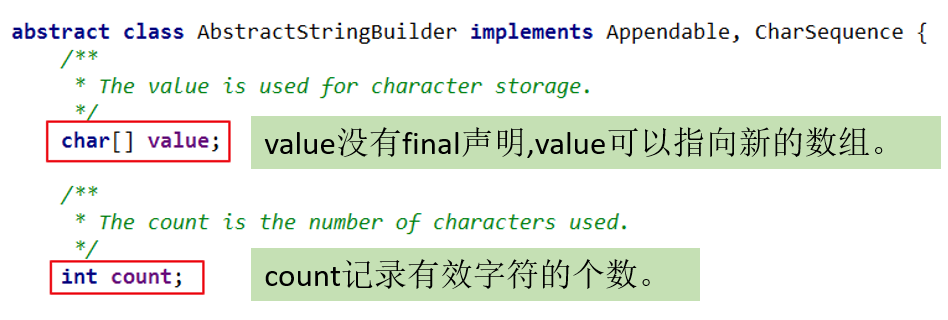 abstract class AbstractStringBuilder implements Appendable, CharSequence {
/**
* The value is used for character storage.
*/
char[] value;
value没有final声明,value可以指向新的数组。
/**
* The count is the number of characters used.
*/
int count;
count记录有效字符的个数。